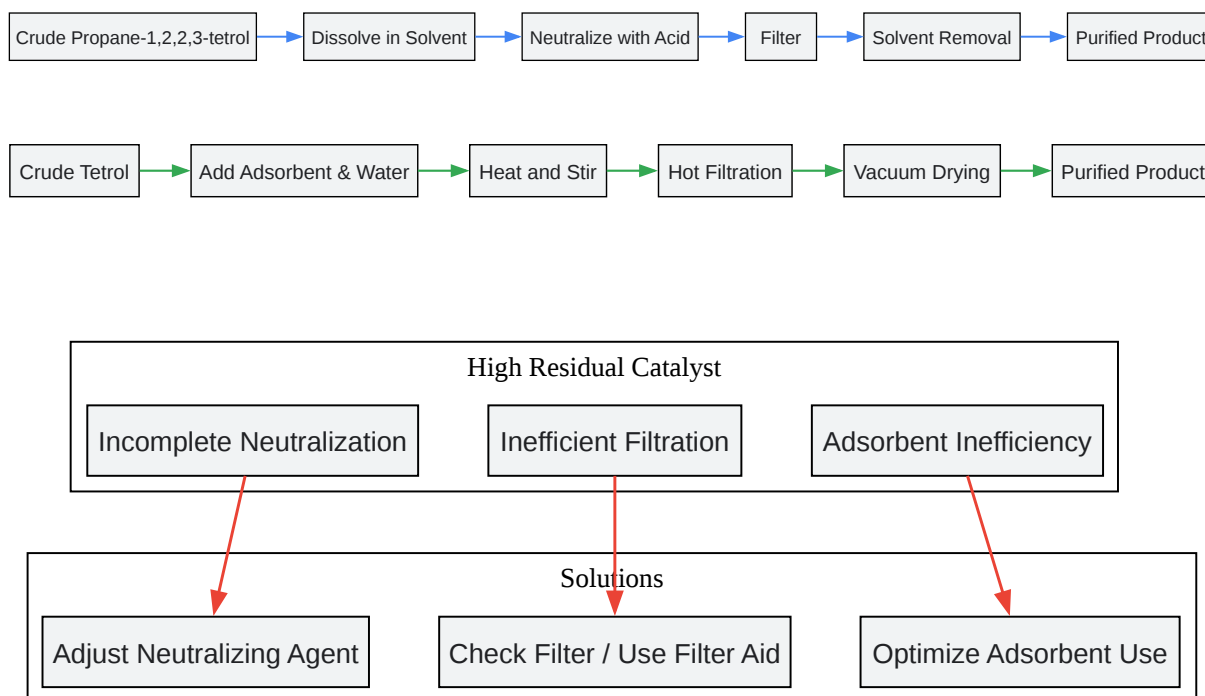 Crude Propane-1,2,2,3-tetrol
Dissolve in Solvent
Neutralize with Acid
Filter
Solvent Removal
Purified Product
Crude Tetrol
Add Adsorbent & Water
Heat and Stir
Hot Filtration
Vacuum Drying
Purified Product
High Residual Catalyst
Incomplete Neutralization
Inefficient Filtration
Adsorbent Inefficiency
Solutions
Adjust Neutralizing Agent
Check Filter / Use Filter Aid
Optimize Adsorbent Use